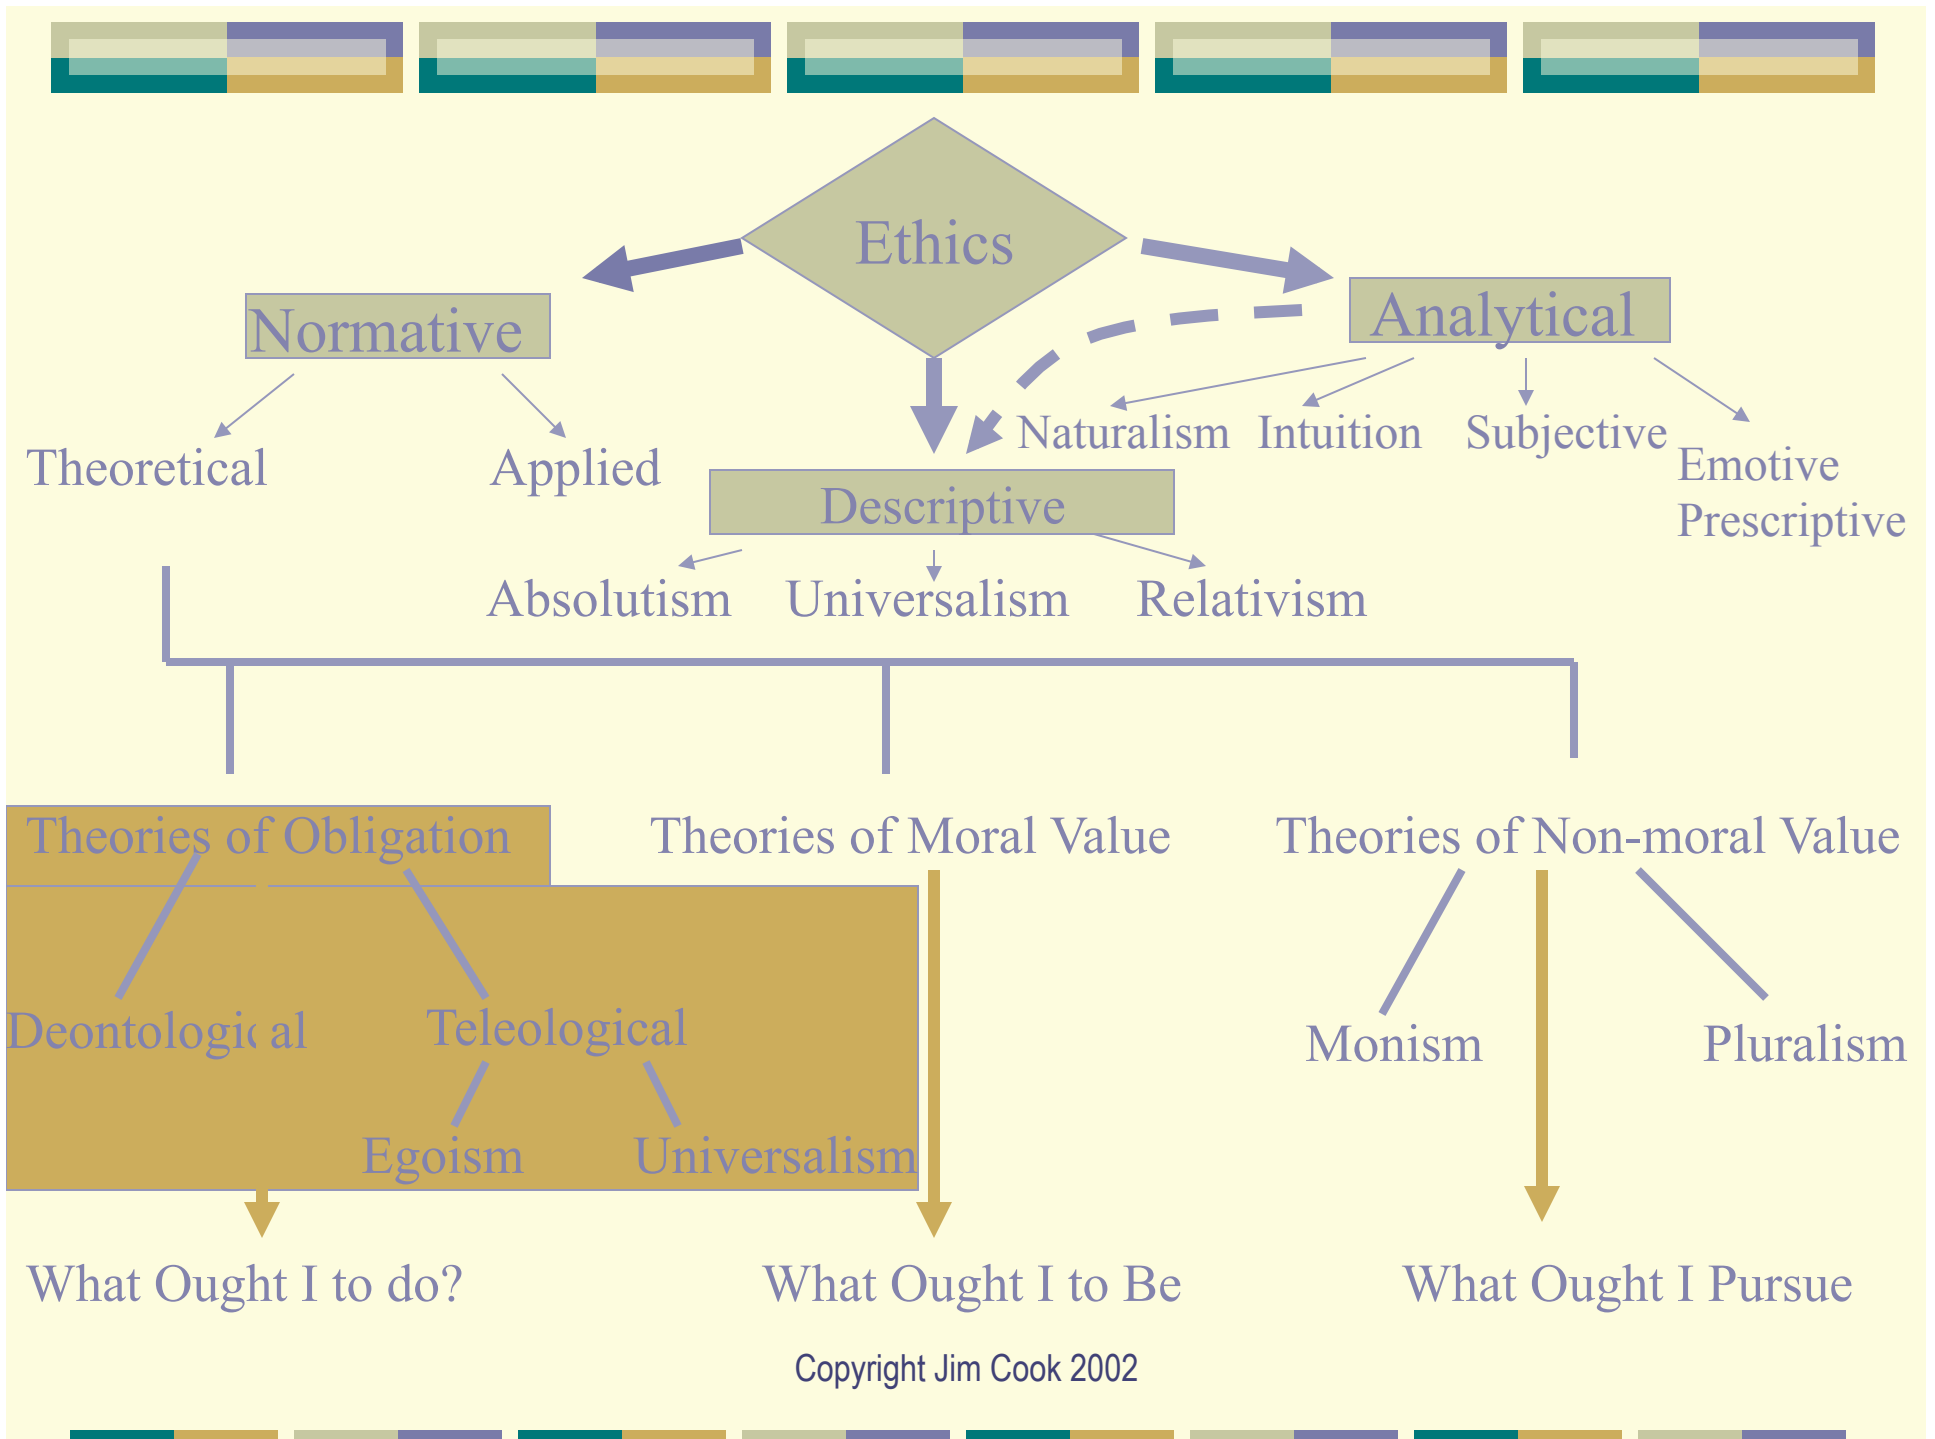 Ethics
Normative
Analytical
Naturalism Intuition Subjective
Theoretical Applied
Emotive
Prescriptive
Descriptive
Absolutism Universalism Relativism
Theories of Obligation Theories of Moral Value Theories of Non-moral Value
Deontological Teleological
Monism Pluralism
Egoism Universalism
What Ought I to do? What Ought I to Be What Ought I Pursue
Copyright Jim Cook 2002